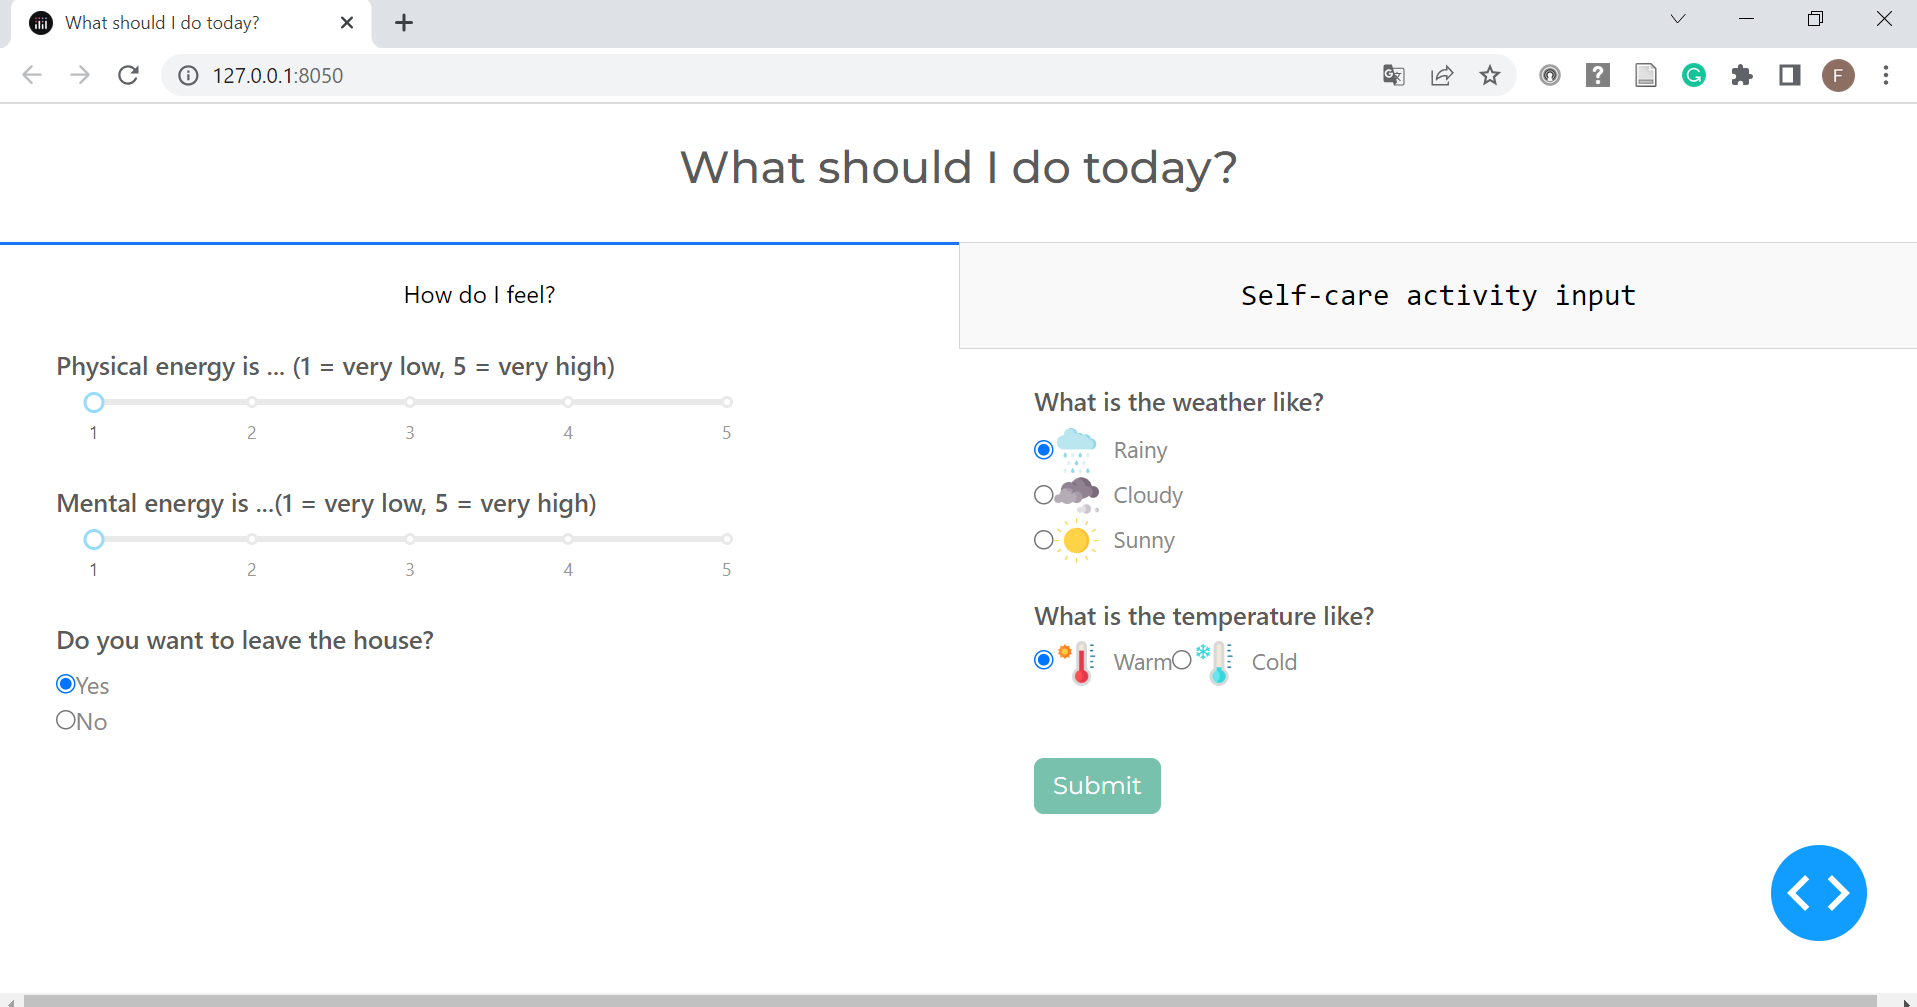 What should I do today?
127.0.0.1:8050
F
What should I do today?
How do I feel?
Self-care activity input
Physical energy is ... (1 = very low, 5 = very high)
1 2 3 4 5
Mental energy is ...(1 = very low, 5 = very high)
1 2 3 4 5
Do you want to leave the house?
Yes
No
What is the weather like?
Rainy
Cloudy
Sunny
What is the temperature like?
Warm Cold
Submit